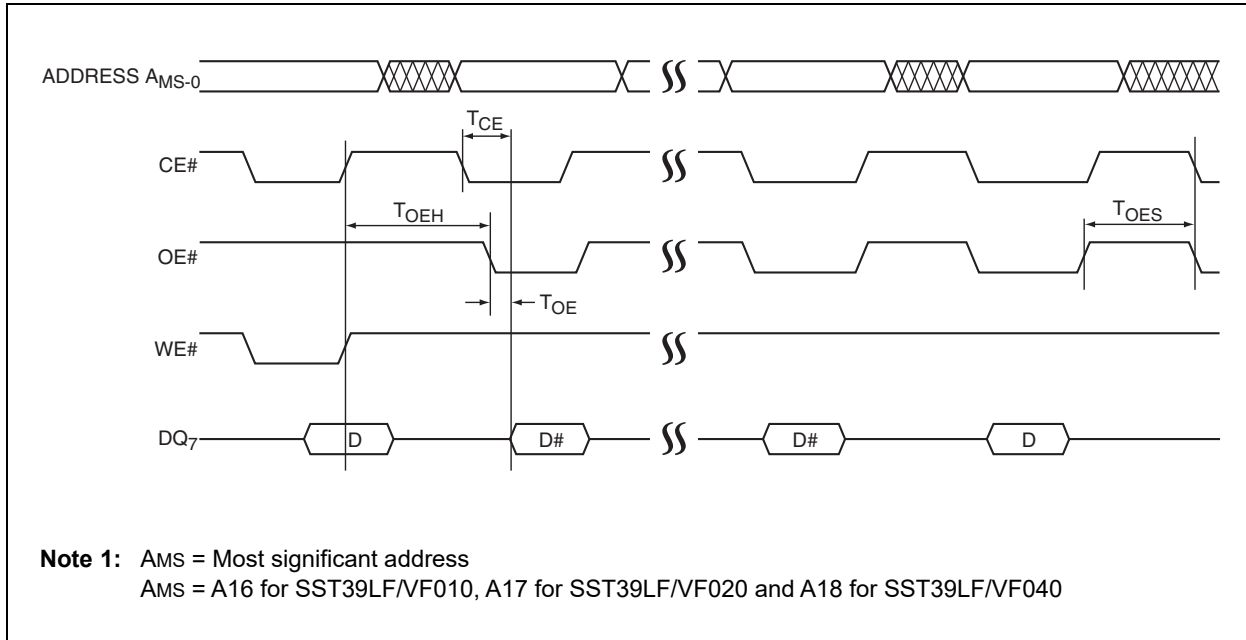 ADDRESS AMS-0
TCE
CE#
TOEH
TOES
OE#
TOE
WE#
DQ7
D
D#
D#
D
Note 1: AMS = Most significant address
AMS = A16 for SST39LF/VF010, A17 for SST39LF/VF020 and A18 for SST39LF/VF040